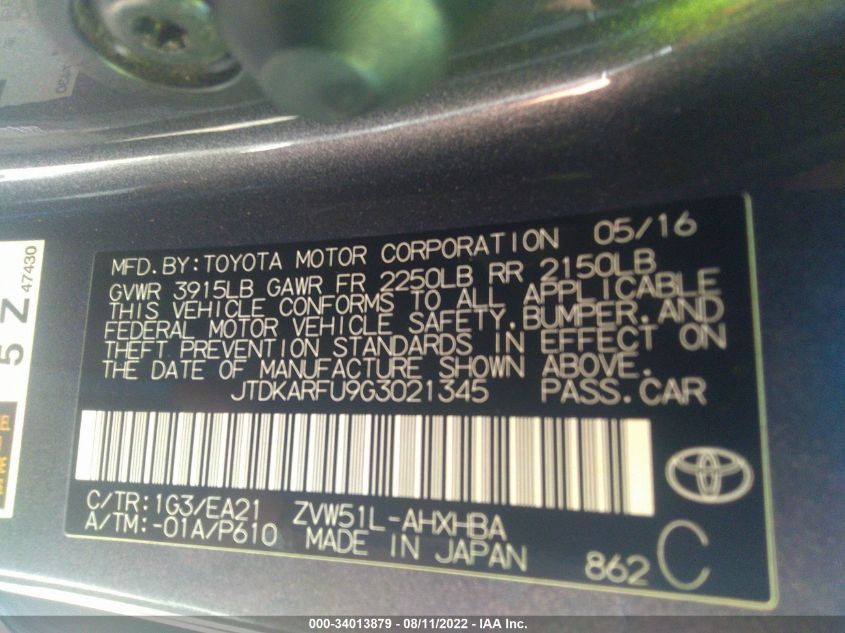 MFD. BY: TOYOTA MOTOR CORPORATION 05/16
GVWR 3915LB GAWR FR 2250LB RR 2150LB
THIS VEHICLE CONFORMS TO ALL APPLICABLE
FEDERAL MOTOR VEHICLE SAFETY, BUMPER, AND
THEFT PREVENTION STANDARDS IN EFFECT ON
THE DATE OF MANUFACTURE SHOWN ABOVE.
JTDKARFU9G3021345 PASS. CAR
C/TR: 1G3/EA21 ZVW51L-AHXHBA
A/TM: -01A/P610 MADE IN JAPAN
862 C
5 Z 47430
000-34013879 - 08/11/2022 - IAA Inc.